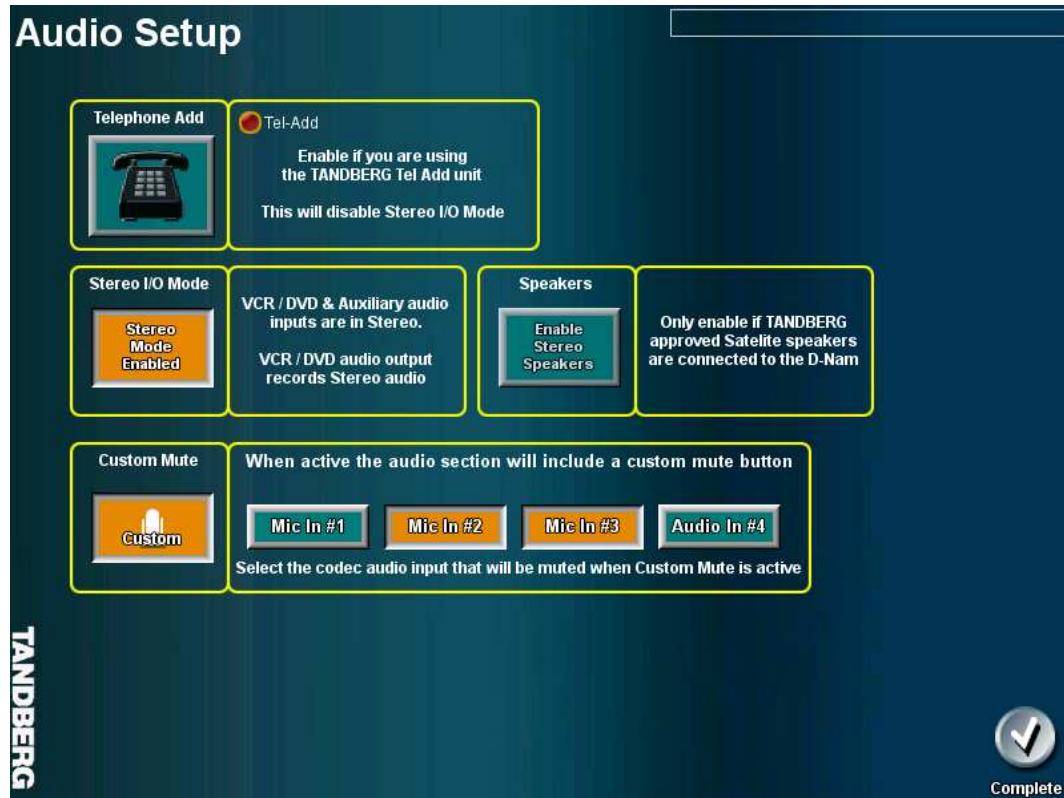 Audio Setup
Telephone Add
Tel-Add
Enable if you are using
the TANDBERG Tel Add unit
This will disable Stereo I/O Mode
Stereo I/O Mode
Stereo
Mode
Enabled
VCR / DVD & Auxiliary audio
inputs are in Stereo.
VCR / DVD audio output
records Stereo audio
Speakers
Enable
Stereo
Speakers
Only enable if TANDBERG
approved Satelite speakers
are connected to the D-Nam
Custom Mute
Custom
When active the audio section will include a custom mute button
Mic In #1
Mic In #2
Mic In #3
Audio In #4
Select the codec audio input that will be muted when Custom Mute is active
TANDBERG
Complete